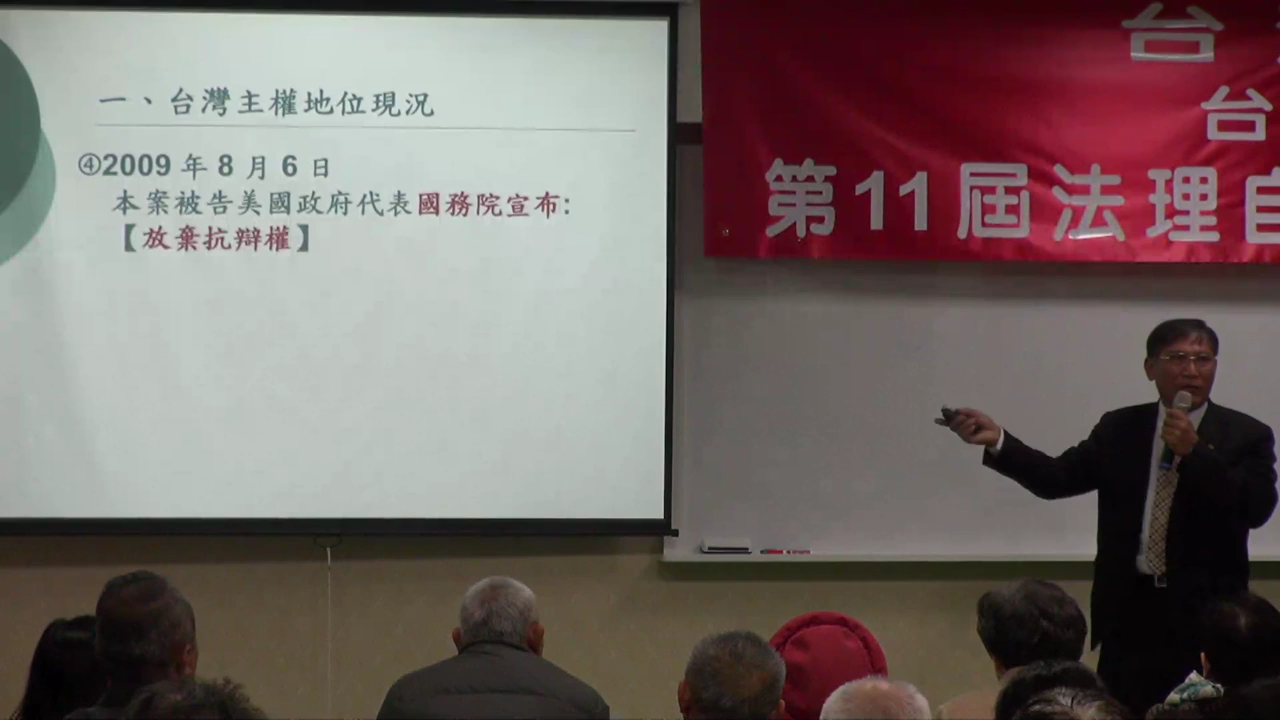 一、台灣主權地位現況
④2009 年 8 月 6 日
本案被告美國政府代表國務院宣布:
【放棄抗辯權】
台
台
第11屆法理自